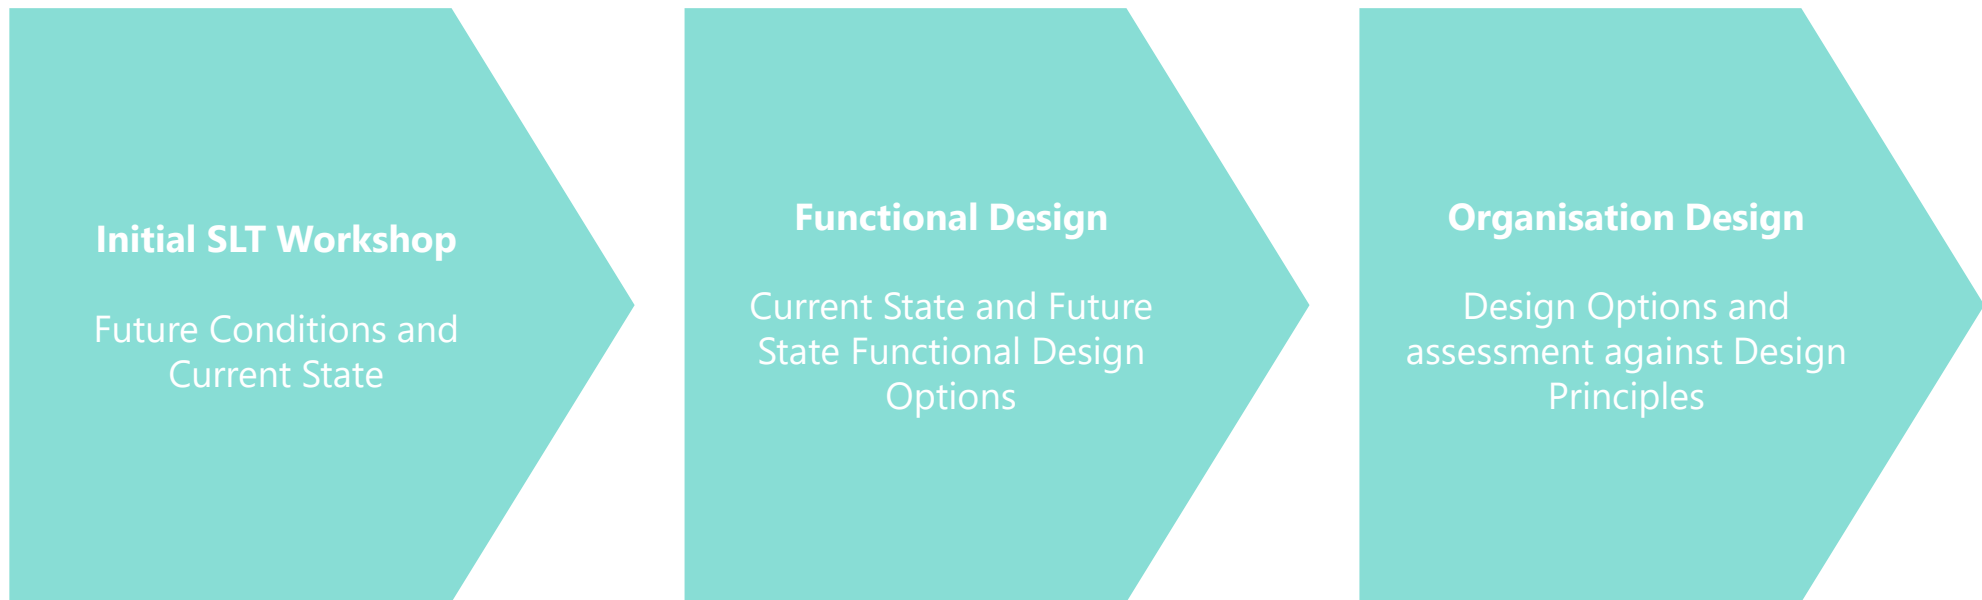 Initial SLT Workshop
Future Conditions and
Current State
Functional Design
Current State and Future
State Functional Design
Options
Organisation Design
Design Options and
assessment against Design
Principles